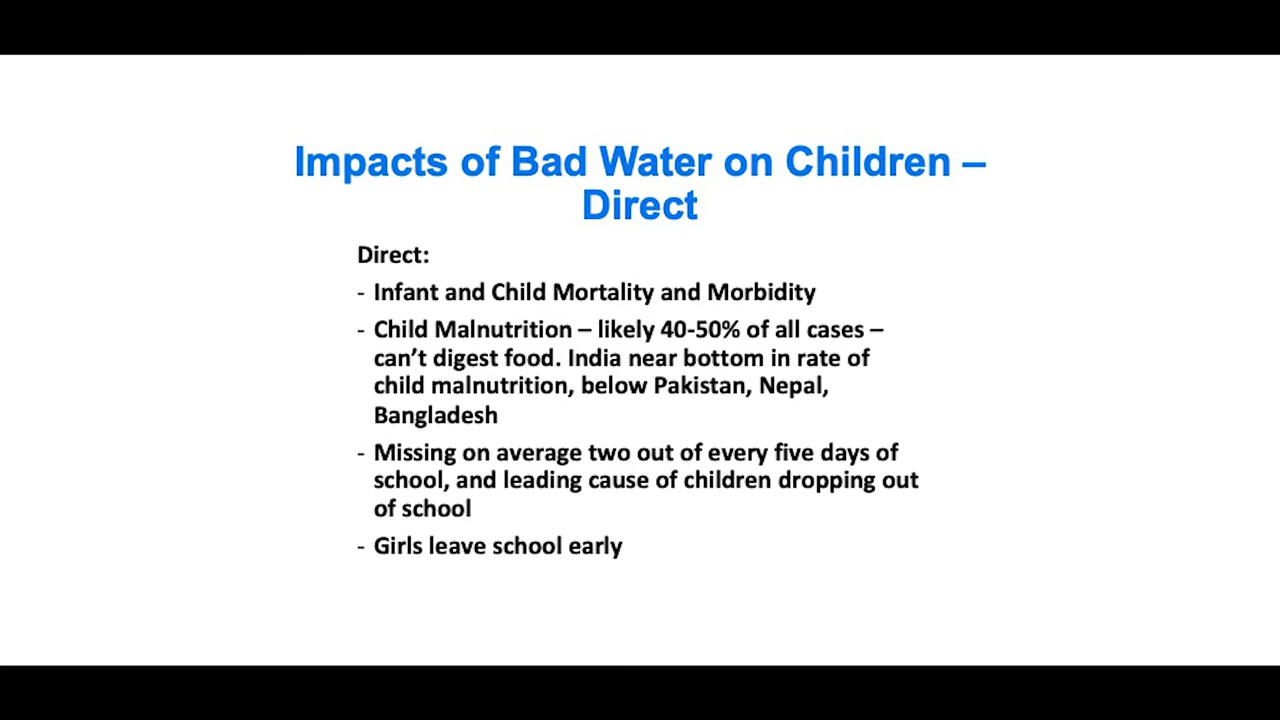 Impacts of Bad Water on Children –
Direct
Direct:
- Infant and Child Mortality and Morbidity
- Child Malnutrition – likely 40-50% of all cases –
can’t digest food. India near bottom in rate of
child malnutrition, below Pakistan, Nepal,
Bangladesh
- Missing on average two out of every five days of
school, and leading cause of children dropping out
of school
- Girls leave school early